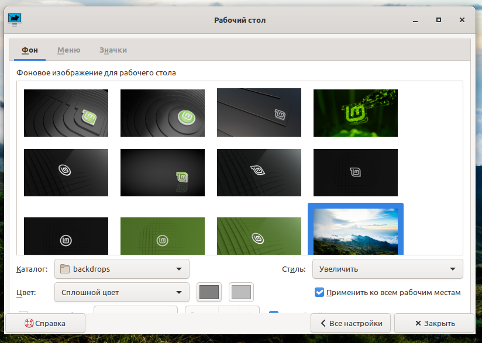 Рабочий стол
Фон Меню Значки
Фоновое изображение для рабочего стола
Каталог: backdrops Стиль: Увеличить
Цвет: Сплошной цвет Применить ко всем рабочим местам
Справка Все настройки Закрыть